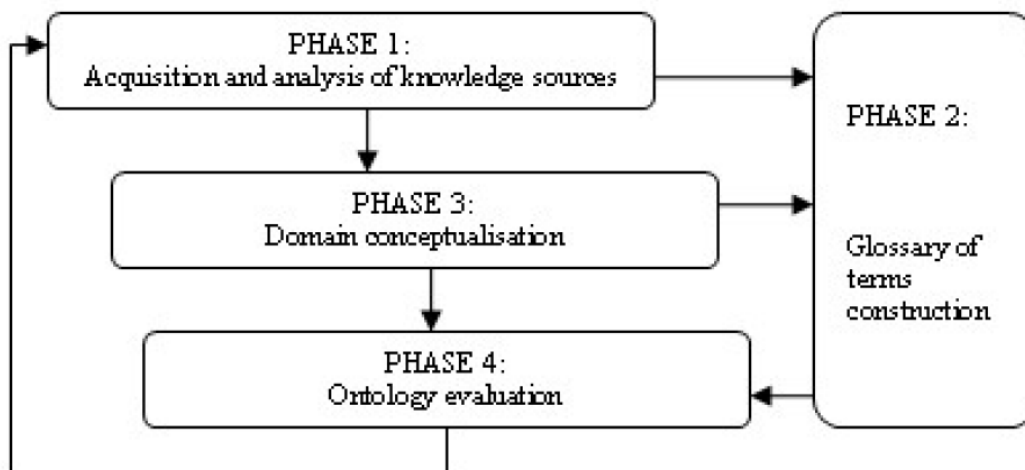 PHASE 1:
Acquisition and analysis of knowledge sources
PHASE 2:
Glossary of
terms
construction
PHASE 3:
Domain conceptualisation
PHASE 4:
Ontology evaluation